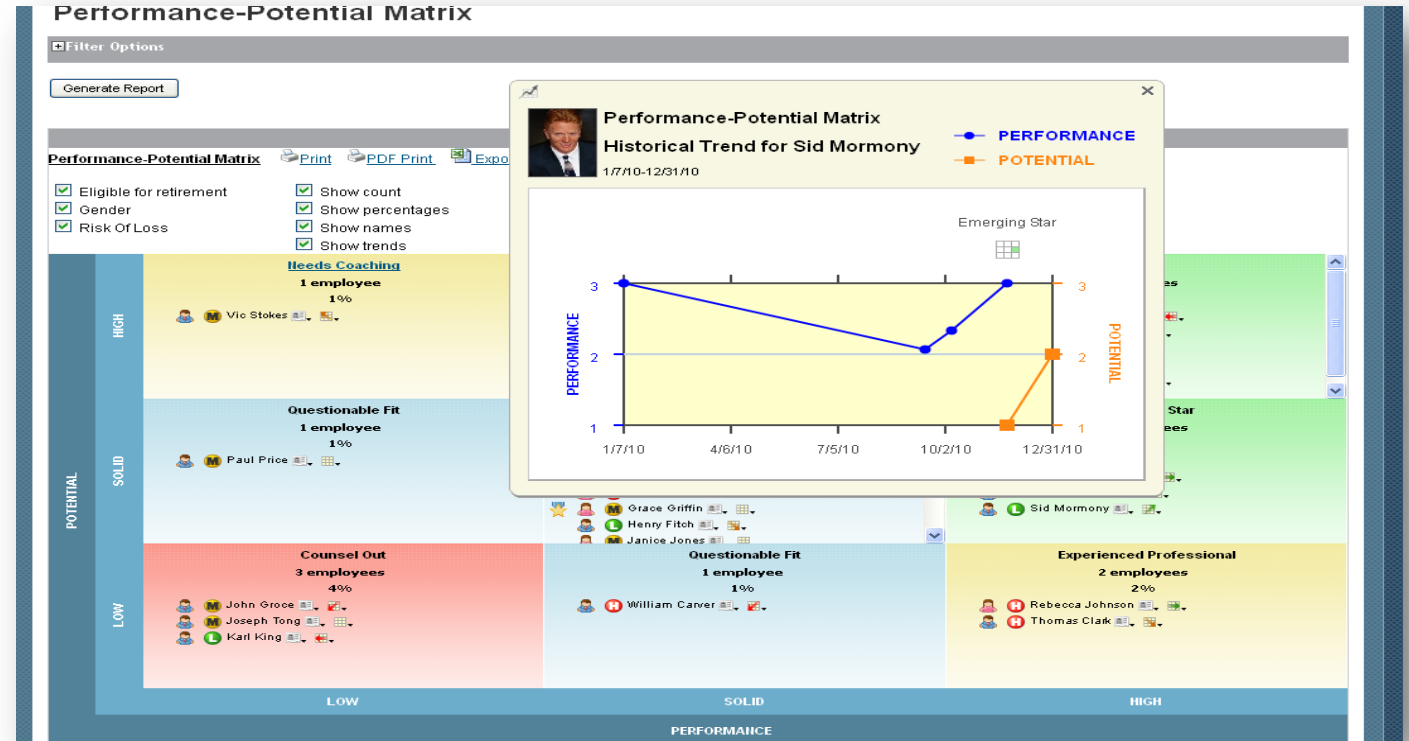 Performance-Potential Matrix
Filter Options
Generate Report
Performance-Potential Matrix Print PDF Print Expo
Eligible for retirement
Gender
Risk Of Loss
Show count
Show percentages
Show names
Show trends
Performance-Potential Matrix
Historical Trend for Sid Mormony
1/7/10-12/31/10
PERFORMANCE
POTENTIAL
Emerging Star
PERFORMANCE
3
2
1
3
2
1
POTENTIAL
1/7/10 4/6/10 7/5/10 10/2/10 12/31/10
POTENTIAL
HIGH
Needs Coaching
1 employee
1%
M Vic Stokes
es
SOLID
Questionable Fit
1 employee
1%
M Paul Price
M Grace Griffin
L Henry Fitch
M Janice Jones
Star
ees
L Sid Mormony
LOW
Counsel Out
3 employees
4%
M John Groce
M Joseph Tong
L Karl King
Questionable Fit
1 employee
1%
H William Carver
Experienced Professional
2 employees
2%
H Rebecca Johnson
H Thomas Clark
LOW SOLID HIGH
PERFORMANCE